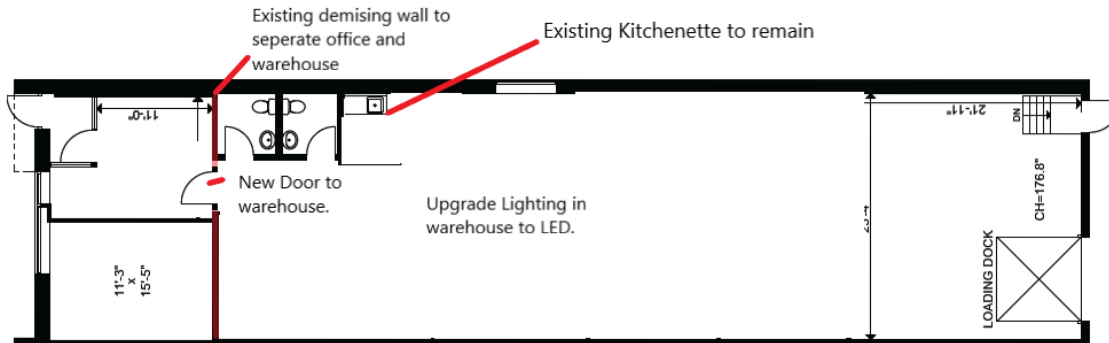 Existing demising wall to
seperate office and
warehouse
Existing Kitchenette to remain
11'-0"
21'-11"
DN
New Door to
warehouse.
Upgrade Lighting in
warehouse to LED.
CH=176.8"
11'-3"
x
15'-5"
LOADING DOCK